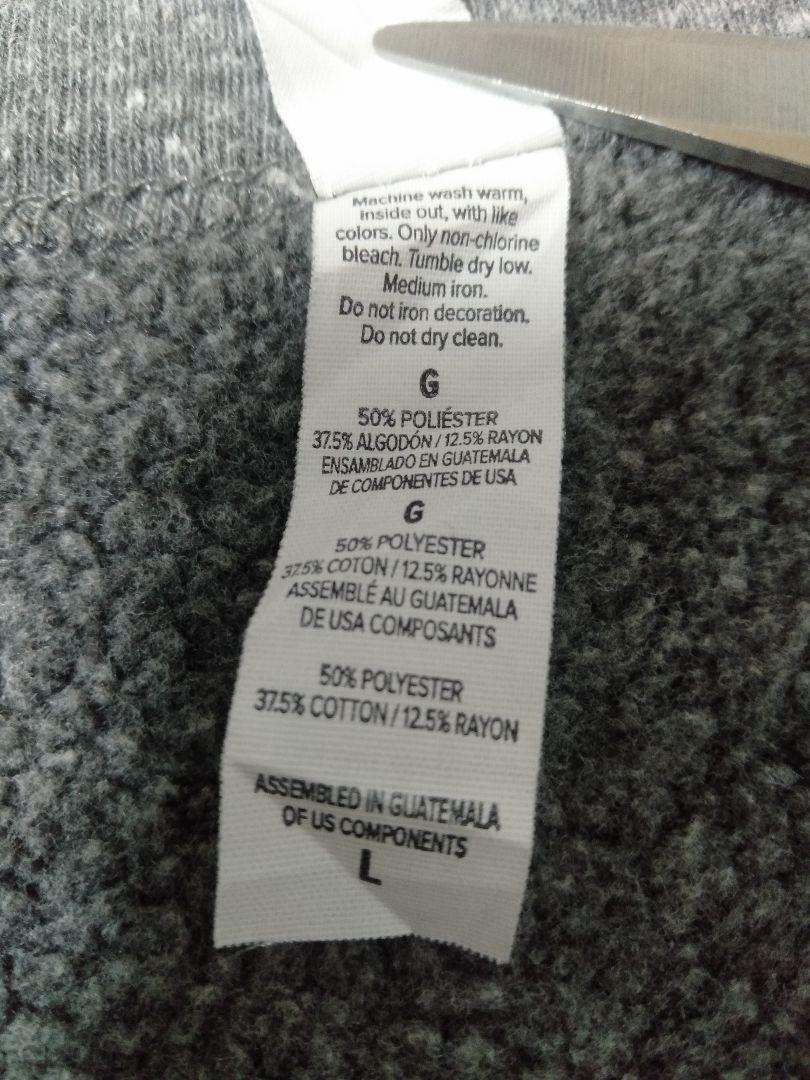 Machine wash warm,
inside out, with like
colors. Only non-chlorine
bleach. Tumble dry low.
Medium iron.
Do not iron decoration.
Do not dry clean.
G
50% POLIÉSTER
37.5% ALGODÓN / 12.5% RAYON
ENSAMBLADO EN GUATEMALA
DE COMPONENTES DE USA
G
50% POLYESTER
37.5% COTON / 12.5% RAYONNE
ASSEMBLÉ AU GUATEMALA
DE USA COMPOSANTS
50% POLYESTER
37.5% COTTON / 12.5% RAYON
ASSEMBLED IN GUATEMALA
OF US COMPONENTS
L